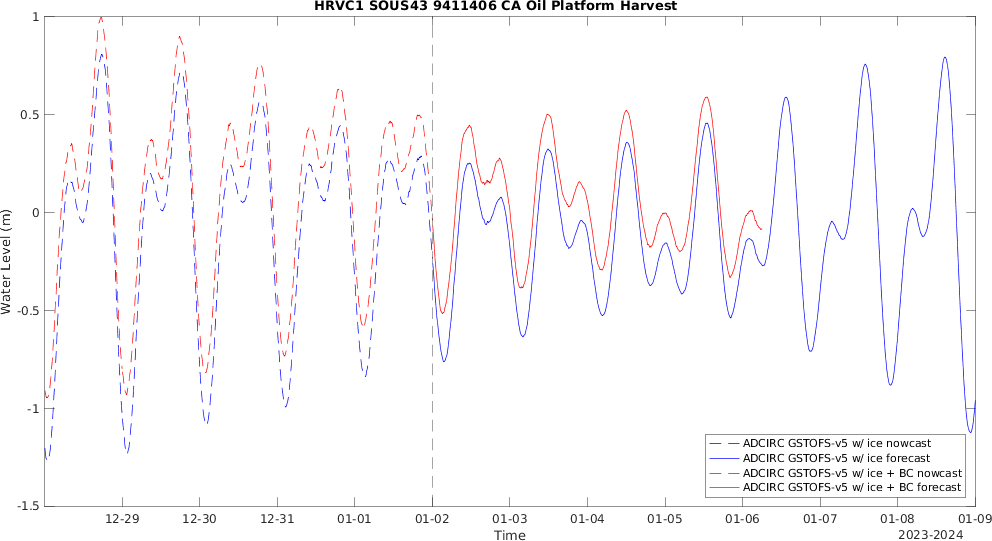 HRVC1 SOUS43 9411406 CA Oil Platform Harvest
1
0.5
0
-0.5
-1
-1.5
Water Level (m)
12-29 12-30 12-31 01-01 01-02 01-03 01-04 01-05 01-06 01-07 01-08 01-09
Time
2023-2024
ADCIRC GSTOFS-v5 w/ ice nowcast
ADCIRC GSTOFS-v5 w/ ice forecast
ADCIRC GSTOFS-v5 w/ ice + BC nowcast
ADCIRC GSTOFS-v5 w/ ice + BC forecast